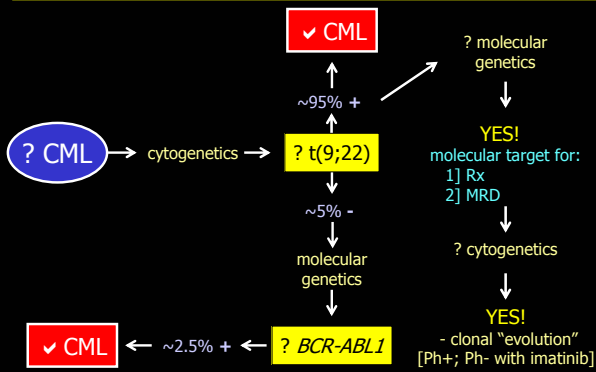 ✓ CML
? molecular
genetics
~95% +
? CML
cytogenetics
? t(9;22)
YES!
molecular target for:
1] Rx
2] MRD
~5% -
molecular
genetics
? cytogenetics
YES!
- clonal “evolution”
[Ph+; Ph- with imatinib]
✓ CML
~2.5% +
? BCR-ABL1